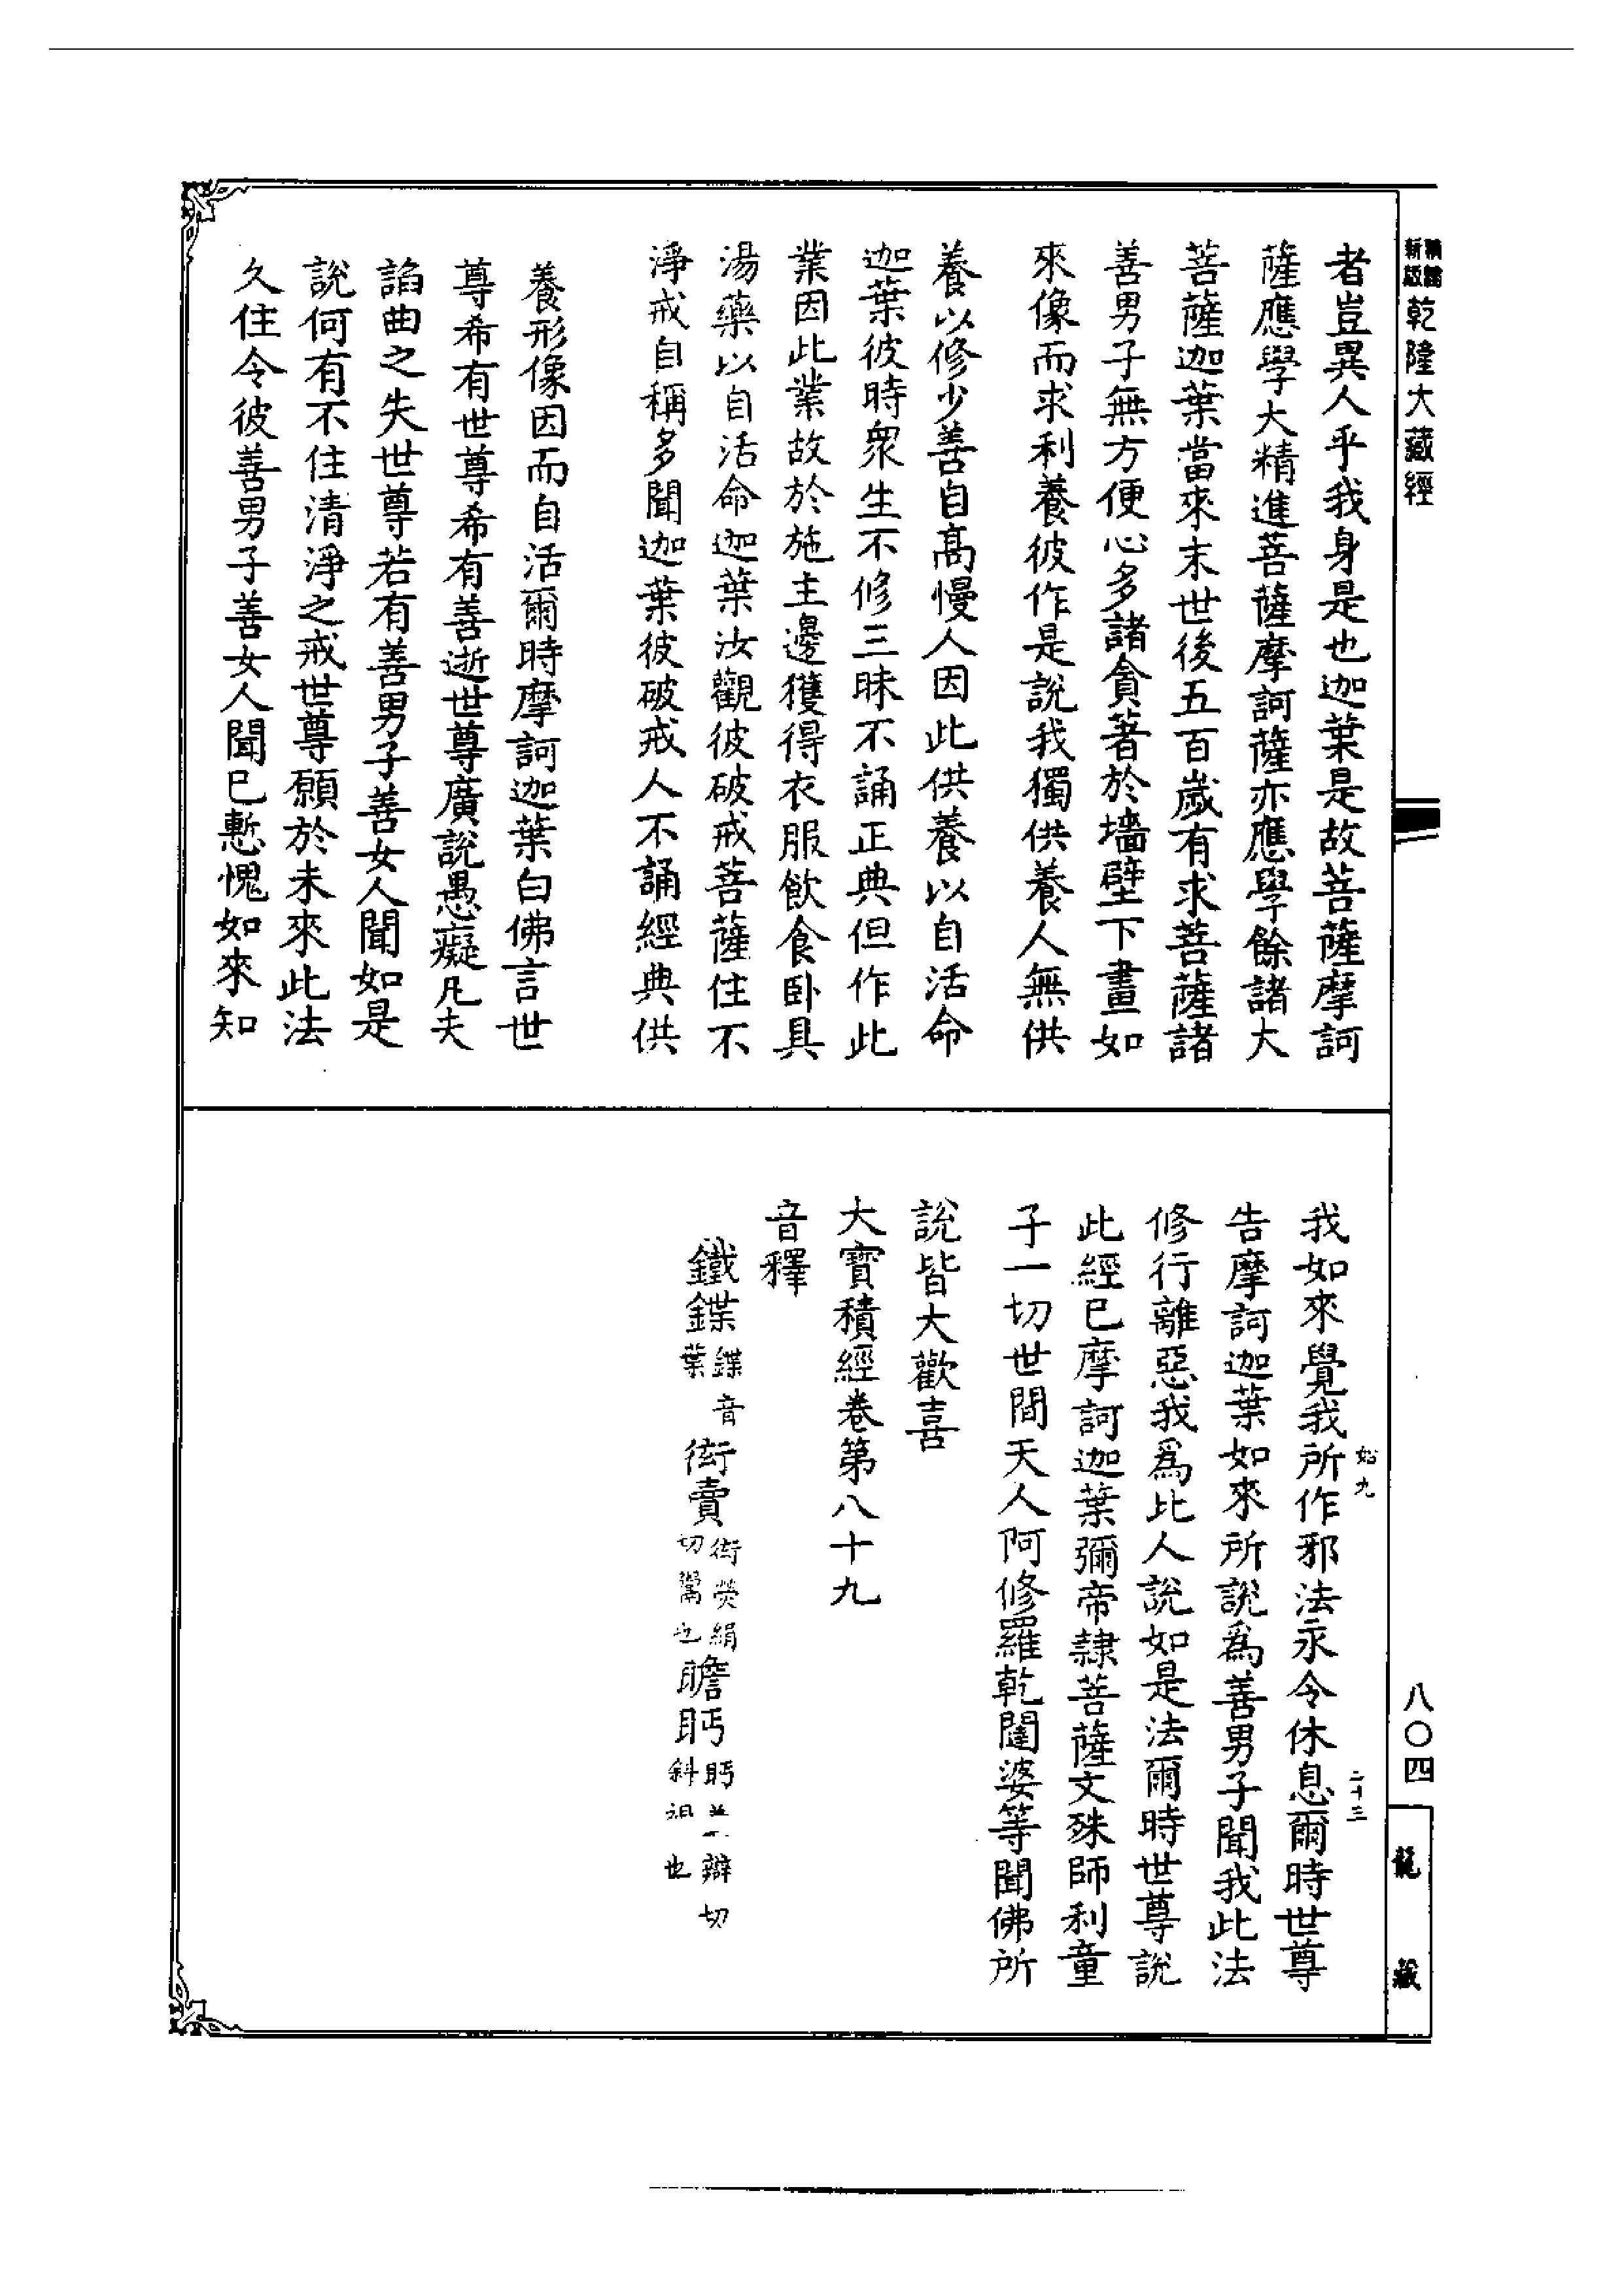 新版
乾隆大藏經
者豈異人乎我身是也迦葉是故菩薩摩訶
薩應學大精進菩薩摩訶薩亦應學餘諸大
菩薩迦葉當來末世後五百歲有求菩薩諸
善男子無方便心多諸貪著於墻壁下畫如
來像而求利養彼作是說我獨供養人無供
養以修少善自高慢人因此供養以自活命
迦葉彼時衆生不修三昧不誦正典但作此
業因此業故於施主邊獲得衣服飲食卧具
湯藥以自活命迦葉汝觀彼破戒菩薩住不
淨戒自稱多聞迦葉彼破戒人不誦經典供
養形像因而自活爾時摩訶迦葉白佛言世
尊希有世尊希有善逝世尊廣說愚癡凡夫
諂曲之失世尊若有善男子善女人聞如是
說何有不住清淨之戒世尊願於未來此法
久住令彼善男子善女人聞已慙愧如來知
我如來覺我所作邪法永令休息爾時世尊
告摩訶迦葉如來所說爲善男子聞我此法
修行離惡我爲比人說如是法爾時世尊說
此經已摩訶迦葉彌帝隷菩薩文殊師利童
子一切世間天人阿修羅乾闥婆等聞佛所
說皆大歡喜
大寶積經卷第八十九
音釋
鐵鍱鍱音葉衒賣衒熒絹切鬻也瞻眄眄辯切斜也
始九
二十三
八〇四
龍藏